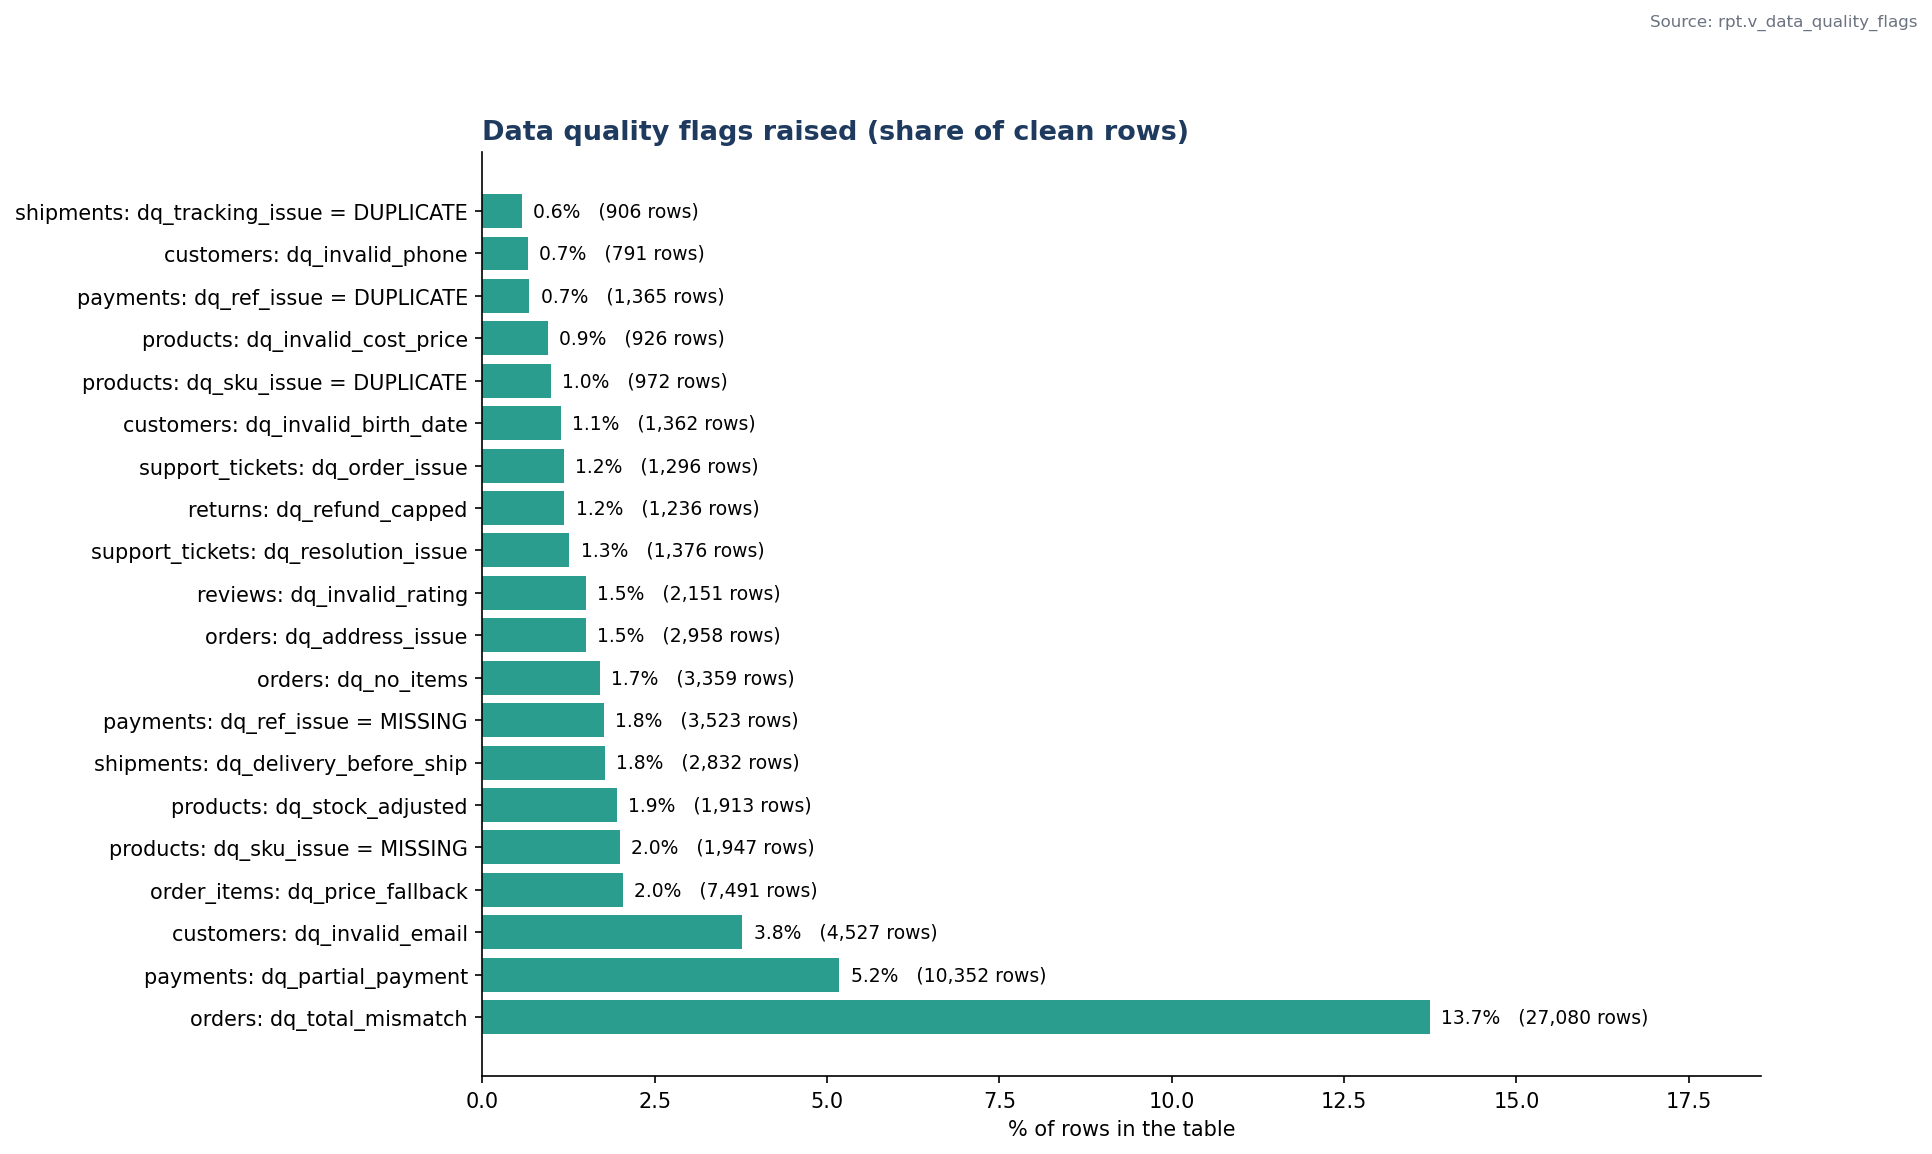 Source: rpt.v_data_quality_flags
Data quality flags raised (share of clean rows)
shipments: dq_tracking_issue = DUPLICATE 0.6% (906 rows)
customers: dq_invalid_phone 0.7% (791 rows)
payments: dq_ref_issue = DUPLICATE 0.7% (1,365 rows)
products: dq_invalid_cost_price 0.9% (926 rows)
products: dq_sku_issue = DUPLICATE 1.0% (972 rows)
customers: dq_invalid_birth_date 1.1% (1,362 rows)
support_tickets: dq_order_issue 1.2% (1,296 rows)
returns: dq_refund_capped 1.2% (1,236 rows)
support_tickets: dq_resolution_issue 1.3% (1,376 rows)
reviews: dq_invalid_rating 1.5% (2,151 rows)
orders: dq_address_issue 1.5% (2,958 rows)
orders: dq_no_items 1.7% (3,359 rows)
payments: dq_ref_issue = MISSING 1.8% (3,523 rows)
shipments: dq_delivery_before_ship 1.8% (2,832 rows)
products: dq_stock_adjusted 1.9% (1,913 rows)
products: dq_sku_issue = MISSING 2.0% (1,947 rows)
order_items: dq_price_fallback 2.0% (7,491 rows)
customers: dq_invalid_email 3.8% (4,527 rows)
payments: dq_partial_payment 5.2% (10,352 rows)
orders: dq_total_mismatch 13.7% (27,080 rows)
0.0 2.5 5.0 7.5 10.0 12.5 15.0 17.5
% of rows in the table